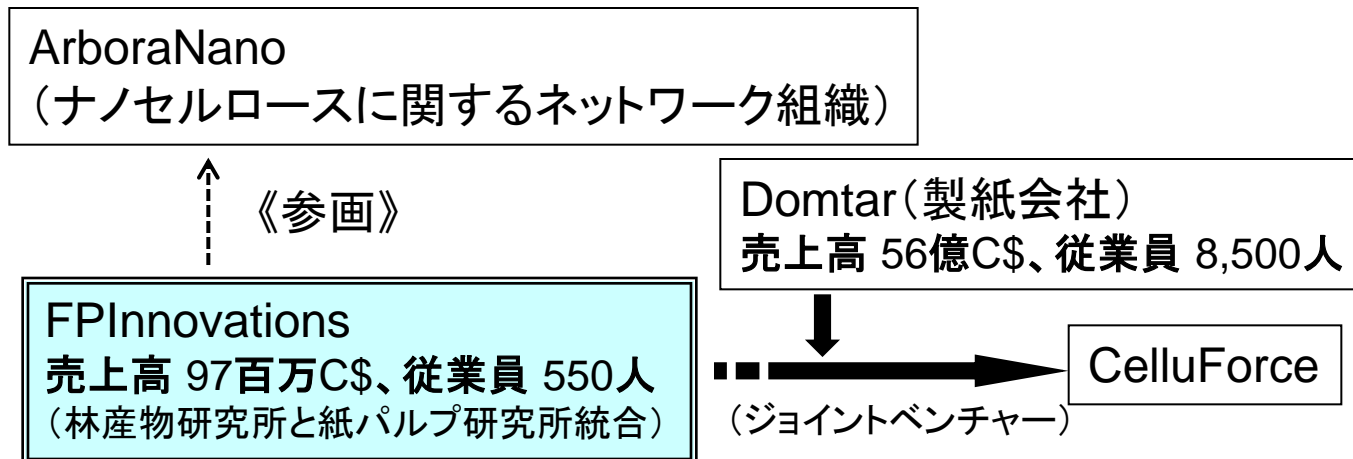 ArboraNano
（ナノセルロースに関するネットワーク組織）
《参画》
Domtar（製紙会社）
売上高 56億C$、従業員 8,500人
FPInnovations
売上高 97百万C$、従業員 550人
（林産物研究所と紙パルプ研究所統合）
（ジョイントベンチャー）
CelluForce